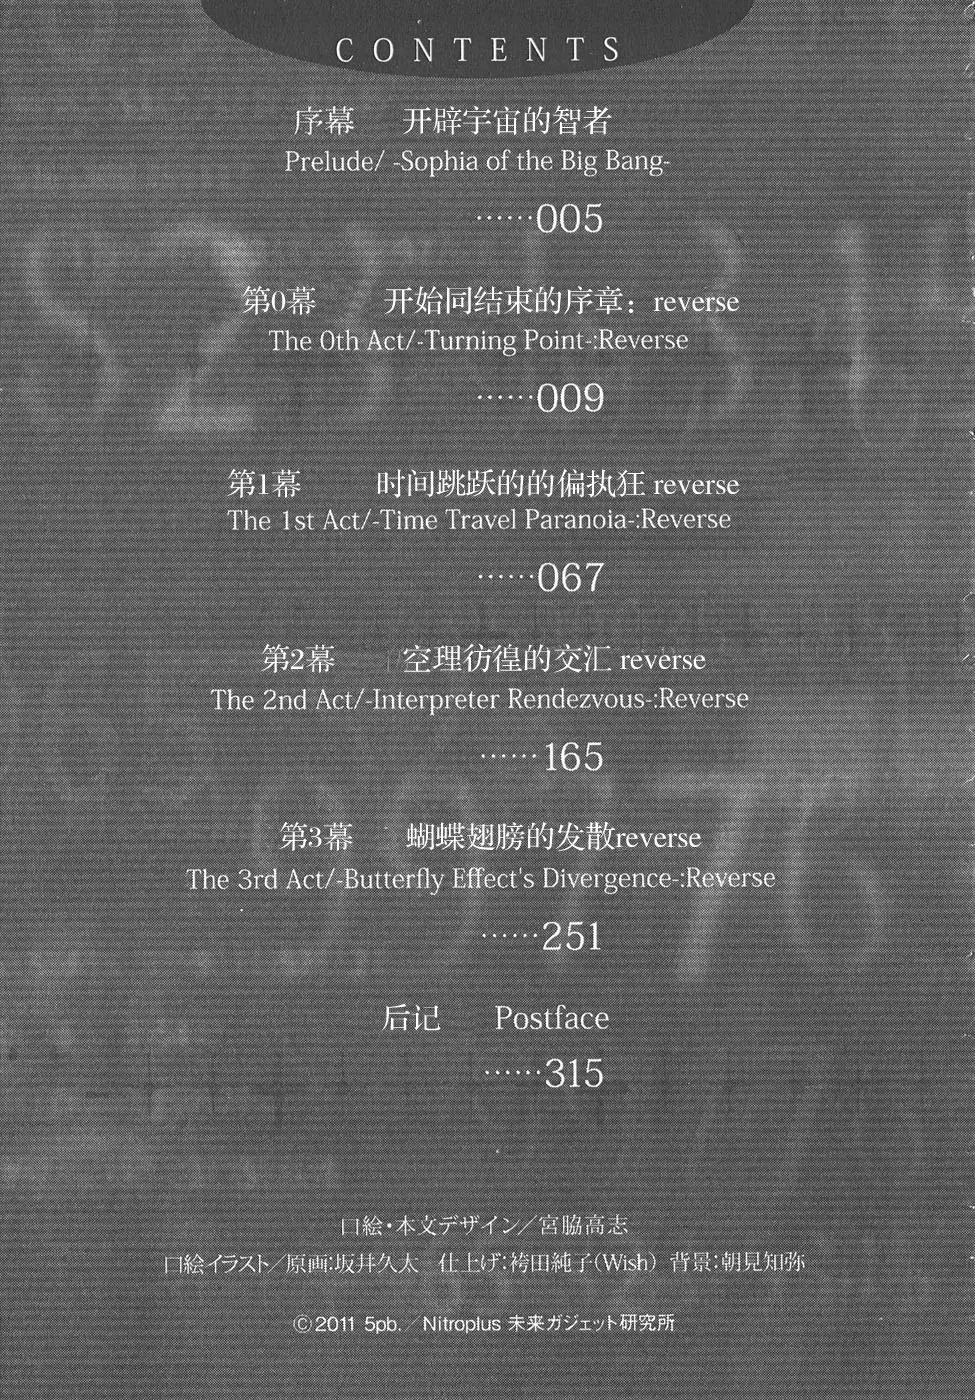 CONTENTS
序幕 开辟宇宙的智者
Prelude/ -Sophia of the Big Bang-
……005
第0幕 开始同结束的序章：reverse
The 0th Act/-Turning Point-:Reverse
……009
第1幕 时间跳跃的的偏执狂 reverse
The 1st Act/-Time Travel Paranoia-:Reverse
……067
第2幕 空理彷徨的交汇 reverse
The 2nd Act/-Interpreter Rendezvous-:Reverse
……165
第3幕 蝴蝶翅膀的发散reverse
The 3rd Act/-Butterfly Effect's Divergence-:Reverse
……251
后记 Postface
……315
口絵・本文デザイン／宮脇高志
口絵イラスト／原画:坂井久太 仕上げ:袴田純子(Wish) 背景:朝見知弥
©2011 5pb.／Nitroplus 未来ガジェット研究所